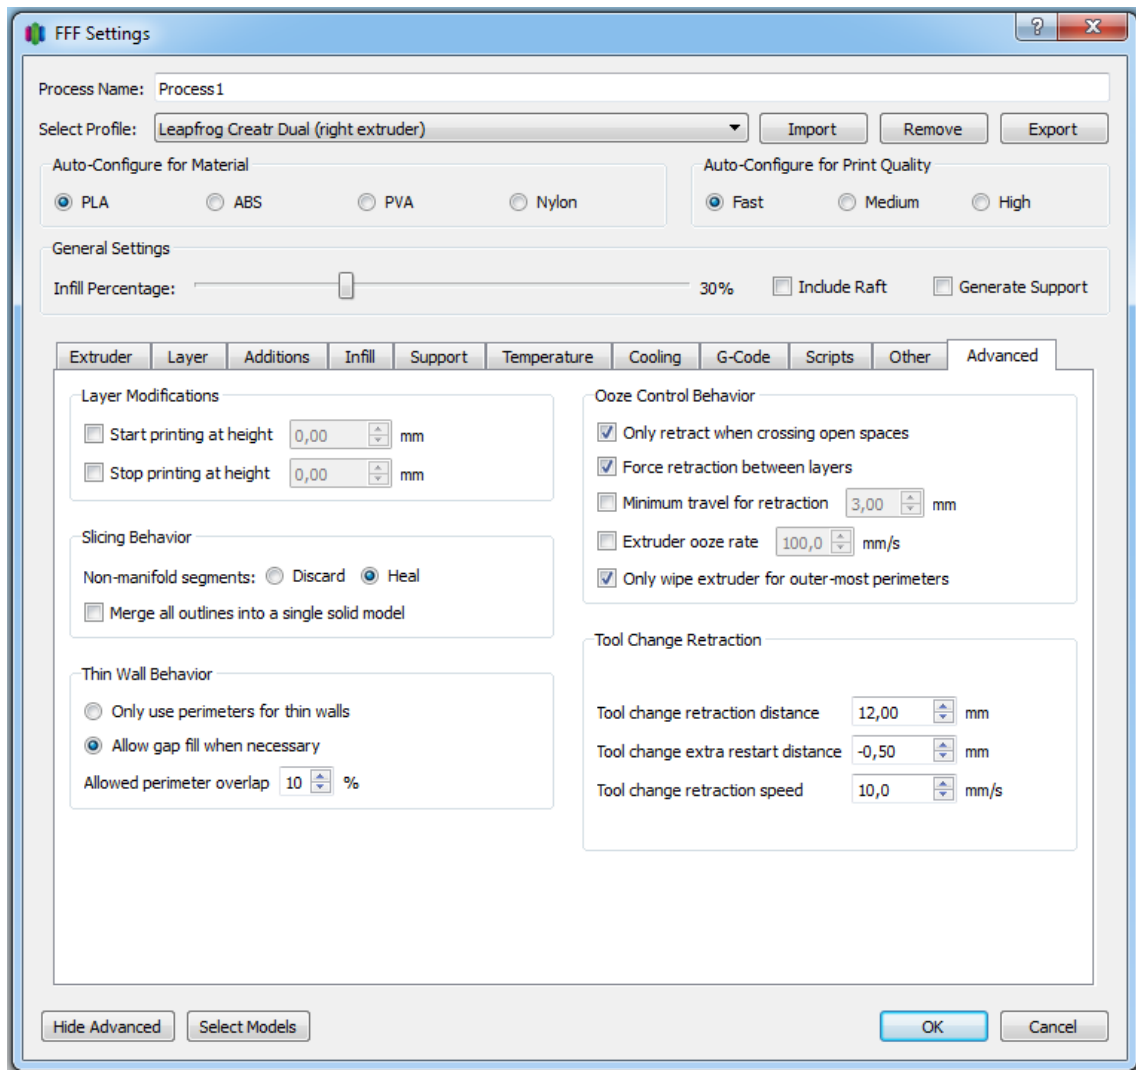 FFF Settings
Process Name: Process1
Select Profile: Leapfrog Creatr Dual (right extruder) Import Remove Export
Auto-Configure for Material
PLA ABS PVA Nylon
Auto-Configure for Print Quality
Fast Medium High
General Settings
Infill Percentage: 30% Include Raft Generate Support
Extruder Layer Additions Infill Support Temperature Cooling G-Code Scripts Other Advanced
Layer Modifications
Start printing at height 0,00 mm
Stop printing at height 0,00 mm
Slicing Behavior
Non-manifold segments: Discard Heal
Merge all outlines into a single solid model
Thin Wall Behavior
Only use perimeters for thin walls
Allow gap fill when necessary
Allowed perimeter overlap 10 %
Ooze Control Behavior
Only retract when crossing open spaces
Force retraction between layers
Minimum travel for retraction 3,00 mm
Extruder ooze rate 100,0 mm/s
Only wipe extruder for outer-most perimeters
Tool Change Retraction
Tool change retraction distance 12,00 mm
Tool change extra restart distance -0,50 mm
Tool change retraction speed 10,0 mm/s
Hide Advanced Select Models OK Cancel